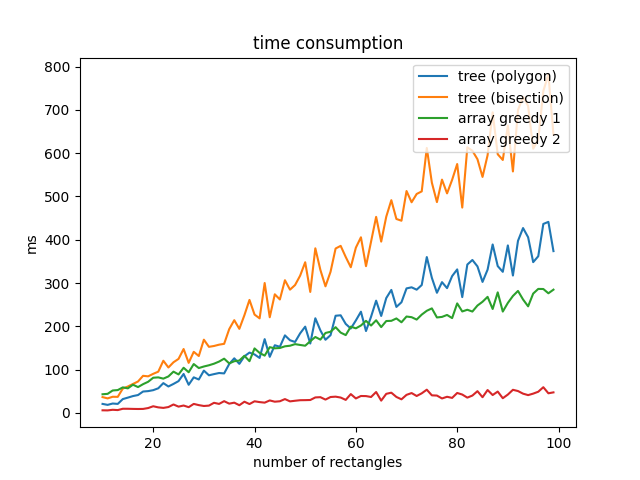 time consumption
tree (polygon)
tree (bisection)
array greedy 1
array greedy 2
800
700
600
500
400
300
200
100
0
ms
20 40 60 80 100
number of rectangles